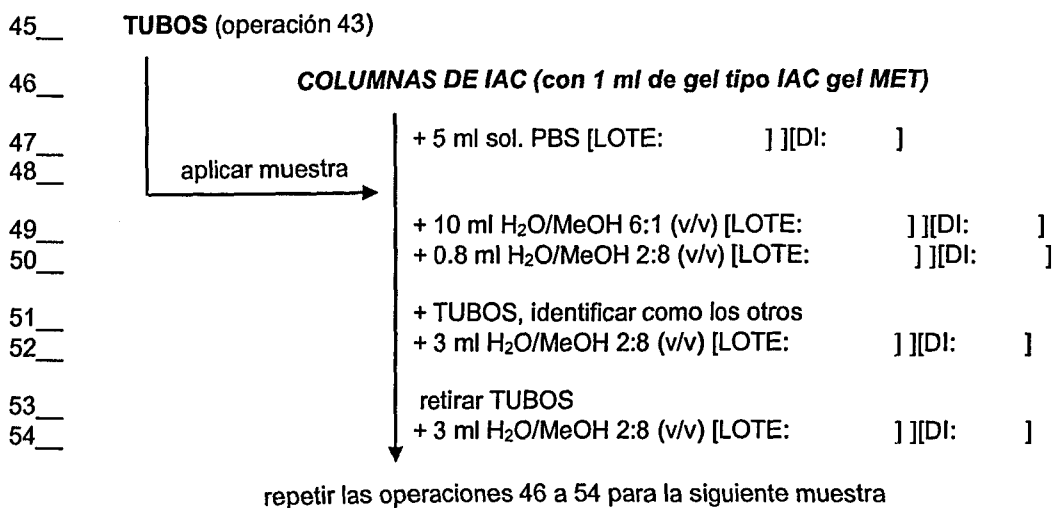 45__ TUBOS (operación 43)
46__ COLUMNAS DE IAC (con 1 ml de gel tipo IAC gel MET)
47__ + 5 ml sol. PBS [LOTE: ] ][DI: ]
48__ aplicar muestra
49__ + 10 ml H₂O/MeOH 6:1 (v/v) [LOTE: ] ][DI: ]
50__ + 0.8 ml H₂O/MeOH 2:8 (v/v) [LOTE: ] ][DI: ]
51__ + TUBOS, identificar como los otros
52__ + 3 ml H₂O/MeOH 2:8 (v/v) [LOTE: ] ][DI: ]
53__ retirar TUBOS
54__ + 3 ml H₂O/MeOH 2:8 (v/v) [LOTE: ] ][DI: ]
repetir las operaciones 46 a 54 para la siguiente muestra